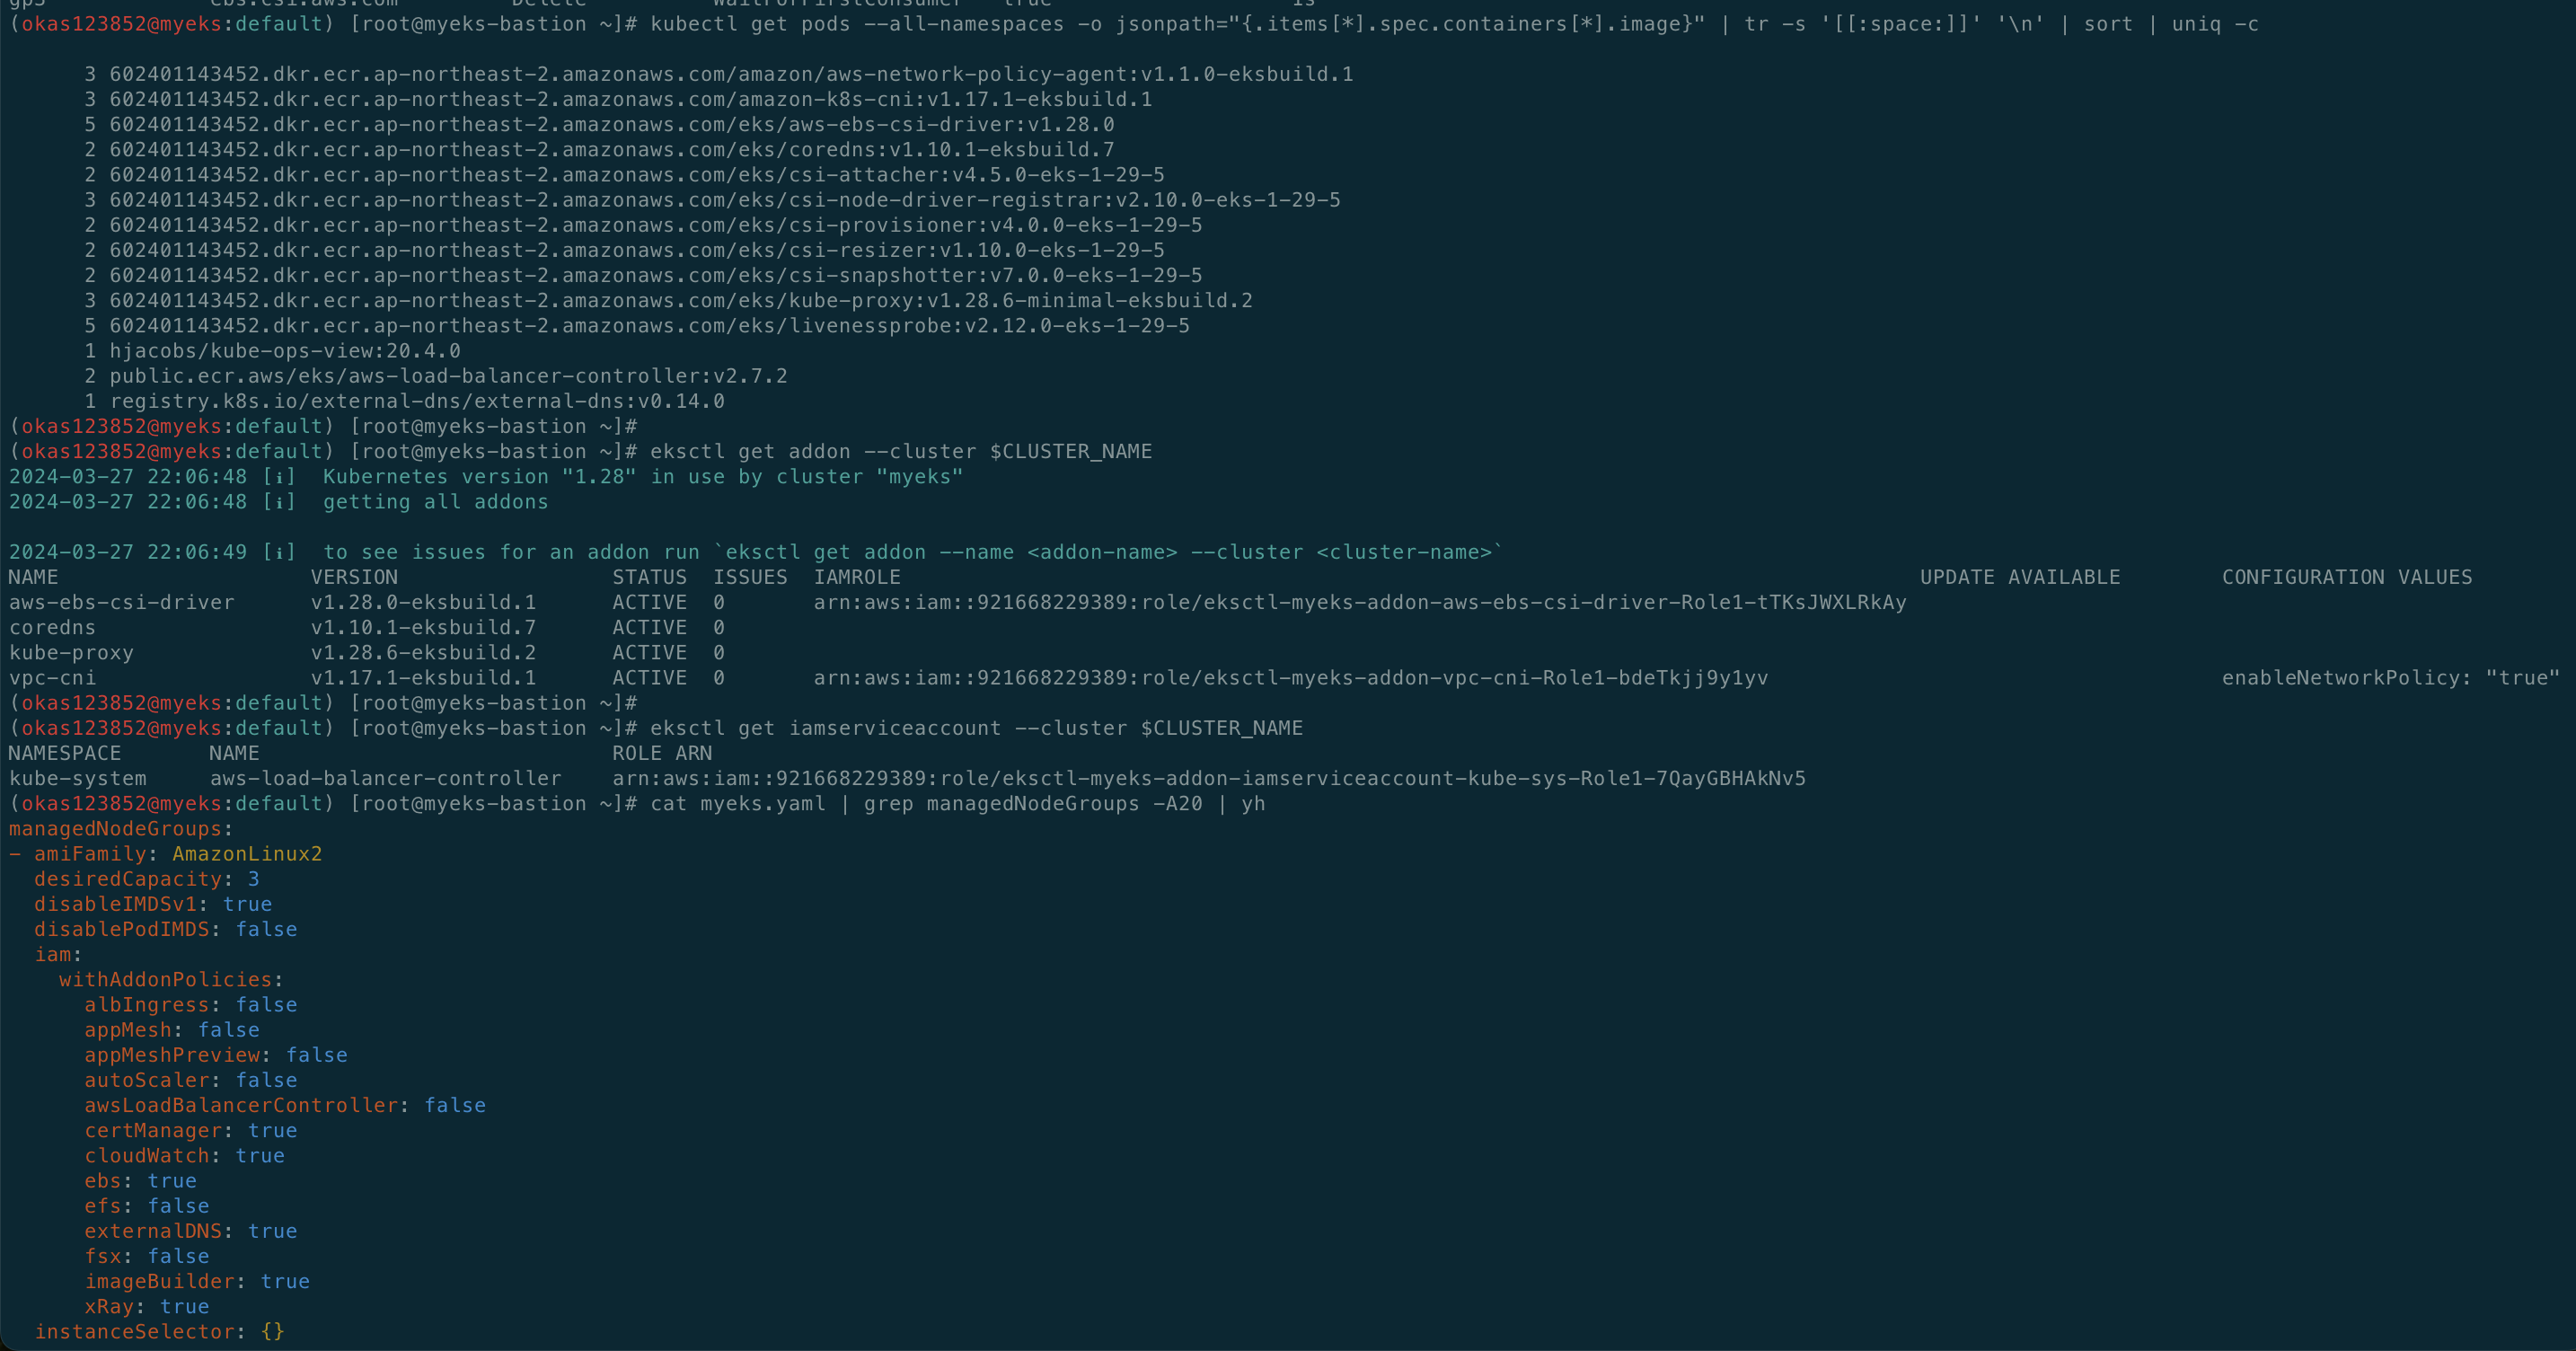 gp3                     ebs.csi.aws.com         Delete          WaitForFirstConsumer   true                   1s
(okas123852@myeks:default) [root@myeks-bastion ~]# kubectl get pods --all-namespaces -o jsonpath="{.items[*].spec.containers[*].image}" | tr -s '[[:space:]]' '\n' | sort | uniq -c
      3 602401143452.dkr.ecr.ap-northeast-2.amazonaws.com/amazon/aws-network-policy-agent:v1.1.0-eksbuild.1
      3 602401143452.dkr.ecr.ap-northeast-2.amazonaws.com/amazon-k8s-cni:v1.17.1-eksbuild.1
      5 602401143452.dkr.ecr.ap-northeast-2.amazonaws.com/eks/aws-ebs-csi-driver:v1.28.0
      2 602401143452.dkr.ecr.ap-northeast-2.amazonaws.com/eks/coredns:v1.10.1-eksbuild.7
      2 602401143452.dkr.ecr.ap-northeast-2.amazonaws.com/eks/csi-attacher:v4.5.0-eks-1-29-5
      3 602401143452.dkr.ecr.ap-northeast-2.amazonaws.com/eks/csi-node-driver-registrar:v2.10.0-eks-1-29-5
      2 602401143452.dkr.ecr.ap-northeast-2.amazonaws.com/eks/csi-provisioner:v4.0.0-eks-1-29-5
      2 602401143452.dkr.ecr.ap-northeast-2.amazonaws.com/eks/csi-resizer:v1.10.0-eks-1-29-5
      2 602401143452.dkr.ecr.ap-northeast-2.amazonaws.com/eks/csi-snapshotter:v7.0.0-eks-1-29-5
      3 602401143452.dkr.ecr.ap-northeast-2.amazonaws.com/eks/kube-proxy:v1.28.6-minimal-eksbuild.2
      5 602401143452.dkr.ecr.ap-northeast-2.amazonaws.com/eks/livenessprobe:v2.12.0-eks-1-29-5
      1 hjacobs/kube-ops-view:20.4.0
      2 public.ecr.aws/eks/aws-load-balancer-controller:v2.7.2
      1 registry.k8s.io/external-dns/external-dns:v0.14.0
(okas123852@myeks:default) [root@myeks-bastion ~]#
(okas123852@myeks:default) [root@myeks-bastion ~]# eksctl get addon --cluster $CLUSTER_NAME
2024-03-27 22:06:48 [ℹ]  Kubernetes version "1.28" in use by cluster "myeks"
2024-03-27 22:06:48 [ℹ]  getting all addons
2024-03-27 22:06:49 [ℹ]  to see issues for an addon run `eksctl get addon --name <addon-name> --cluster <cluster-name>`
NAME                    VERSION                 STATUS  ISSUES  IAMROLE                                                                                 UPDATE AVAILABLE        CONFIGURATION VALUES
aws-ebs-csi-driver      v1.28.0-eksbuild.1      ACTIVE  0       arn:aws:iam::921668229389:role/eksctl-myeks-addon-aws-ebs-csi-driver-Role1-tTKsJWXLRkAy
coredns                 v1.10.1-eksbuild.7      ACTIVE  0
kube-proxy              v1.28.6-eksbuild.2      ACTIVE  0
vpc-cni                 v1.17.1-eksbuild.1      ACTIVE  0       arn:aws:iam::921668229389:role/eksctl-myeks-addon-vpc-cni-Role1-bdeTkjj9y1yv                                    enableNetworkPolicy: "true"
(okas123852@myeks:default) [root@myeks-bastion ~]#
(okas123852@myeks:default) [root@myeks-bastion ~]# eksctl get iamserviceaccount --cluster $CLUSTER_NAME
NAMESPACE       NAME                            ROLE ARN
kube-system     aws-load-balancer-controller    arn:aws:iam::921668229389:role/eksctl-myeks-addon-iamserviceaccount-kube-sys-Role1-7QayGBHAkNv5
(okas123852@myeks:default) [root@myeks-bastion ~]# cat myeks.yaml | grep managedNodeGroups -A20 | yh
managedNodeGroups:
- amiFamily: AmazonLinux2
  desiredCapacity: 3
  disableIMDSv1: true
  disablePodIMDS: false
  iam:
    withAddonPolicies:
      albIngress: false
      appMesh: false
      appMeshPreview: false
      autoScaler: false
      awsLoadBalancerController: false
      certManager: true
      cloudWatch: true
      ebs: true
      efs: false
      externalDNS: true
      fsx: false
      imageBuilder: true
      xRay: true
  instanceSelector: {}